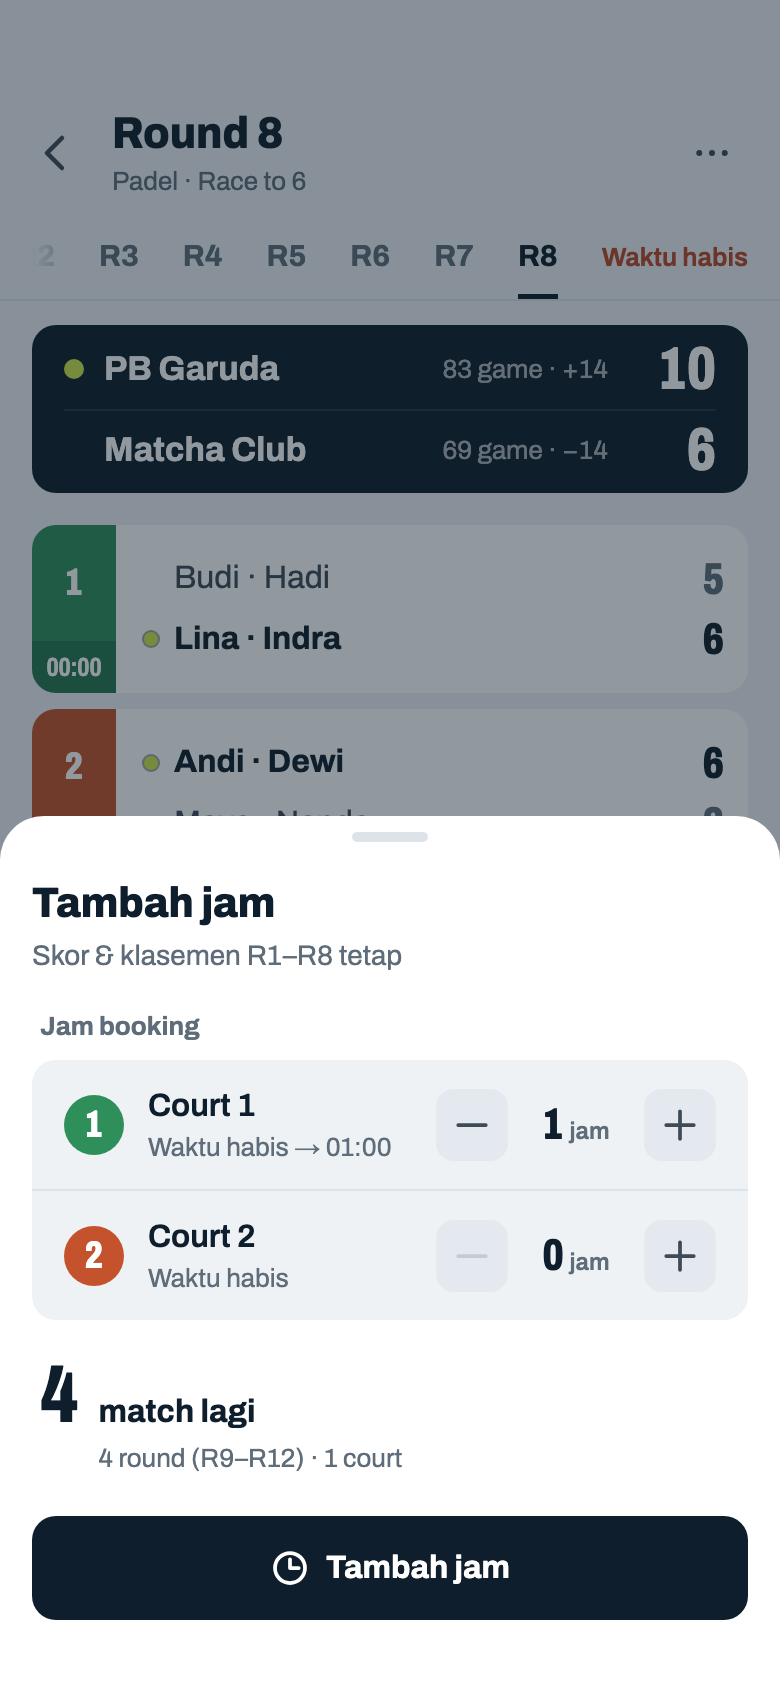 Round 8
Padel · Race to 6
2 R3 R4 R5 R6 R7 R8 Waktu habis
PB Garuda 83 game · +14 10
Matcha Club 69 game · −14 6
1
00:00
Budi · Hadi 5
Lina · Indra 6
2
Andi · Dewi 6
Tambah jam
Skor & klasemen R1–R8 tetap
Jam booking
1 Court 1
Waktu habis → 01:00
1 jam
2 Court 2
Waktu habis
0 jam
4 match lagi
4 round (R9–R12) · 1 court
Tambah jam